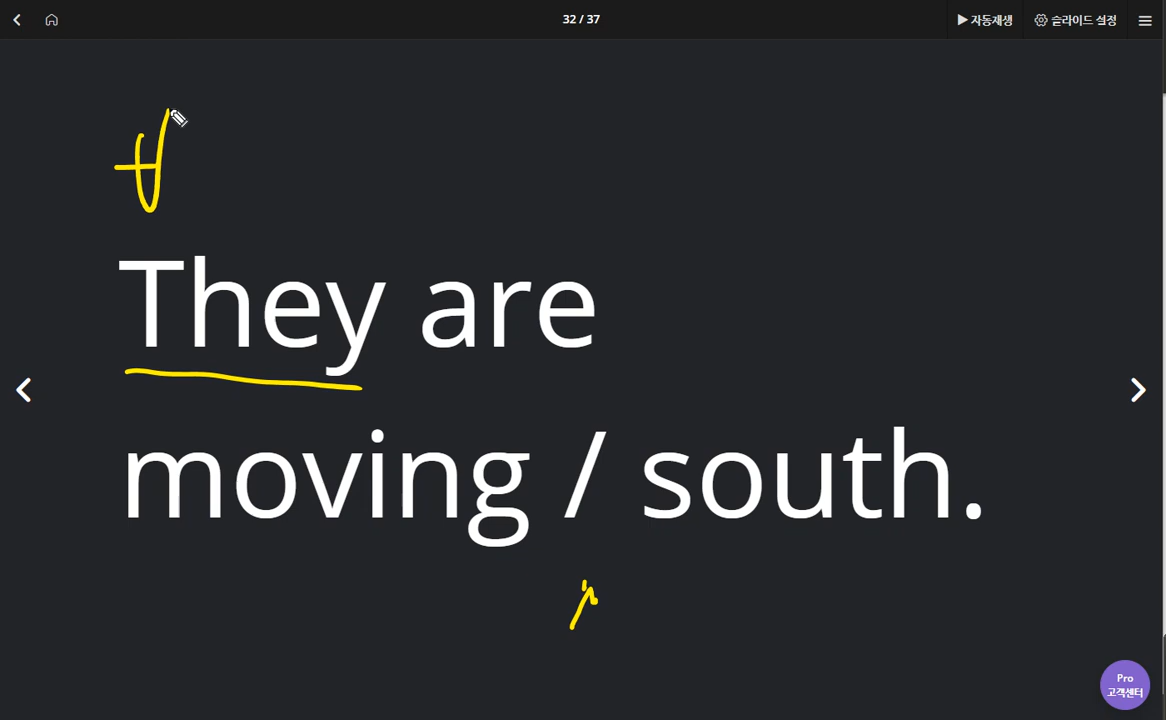 32 / 37
▶ 자동재생
슬라이드 설정
They are
moving / south.
Pro
고객센터